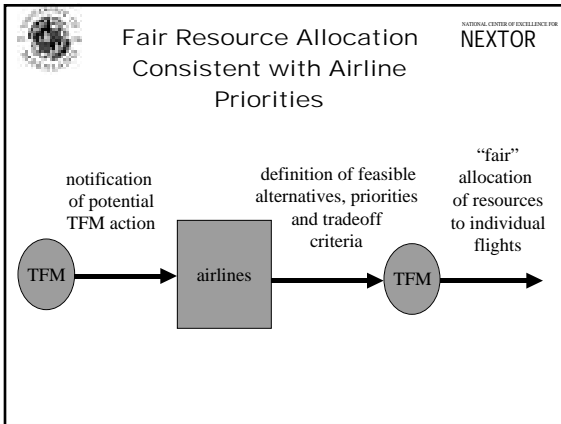 Fair Resource Allocation
Consistent with Airline
Priorities
NATIONAL CENTER OF EXCELLENCE FOR
NEXTOR
notification
of potential
TFM action
definition of feasible
alternatives, priorities
and tradeoff
criteria
“fair”
allocation
of resources
to individual
flights
TFM
airlines
TFM